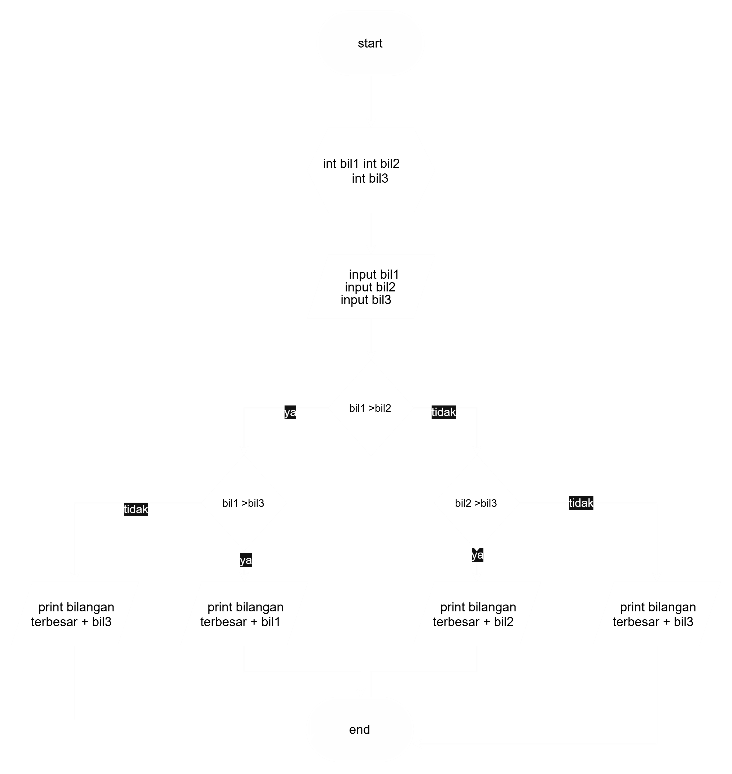 start
int bil1 int bil2
int bil3
input bil1
input bil2
input bil3
ya
bil1 >bil2
tidak
tidak
bil1 >bil3
bil2 >bil3
tidak
ya
ya
print bilangan
terbesar + bil3
print bilangan
terbesar + bil1
print bilangan
terbesar + bil2
print bilangan
terbesar + bil3
end